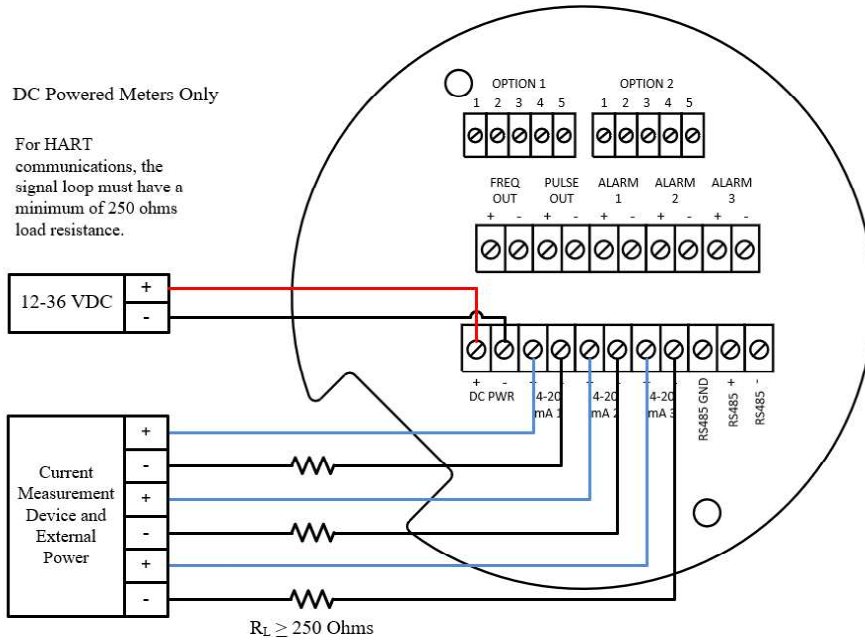 DC Powered Meters Only
For HART
communications, the
signal loop must have a
minimum of 250 ohms
load resistance.
12-36 VDC
+
-
Current
Measurement
Device and
External
Power
+
-
+
-
+
-
RL ≥ 250 Ohms
OPTION 1
1 2 3 4 5
OPTION 2
1 2 3 4 5
FREQ
OUT
+ -
PULSE
OUT
+ -
ALARM
1
+ -
ALARM
2
+ -
ALARM
3
+ -
+ -
DC PWR
+ -
4-20
mA 1
+ -
4-20
mA 2
+ -
4-20
mA 3
RS485 GND
RS485 +
RS485 -